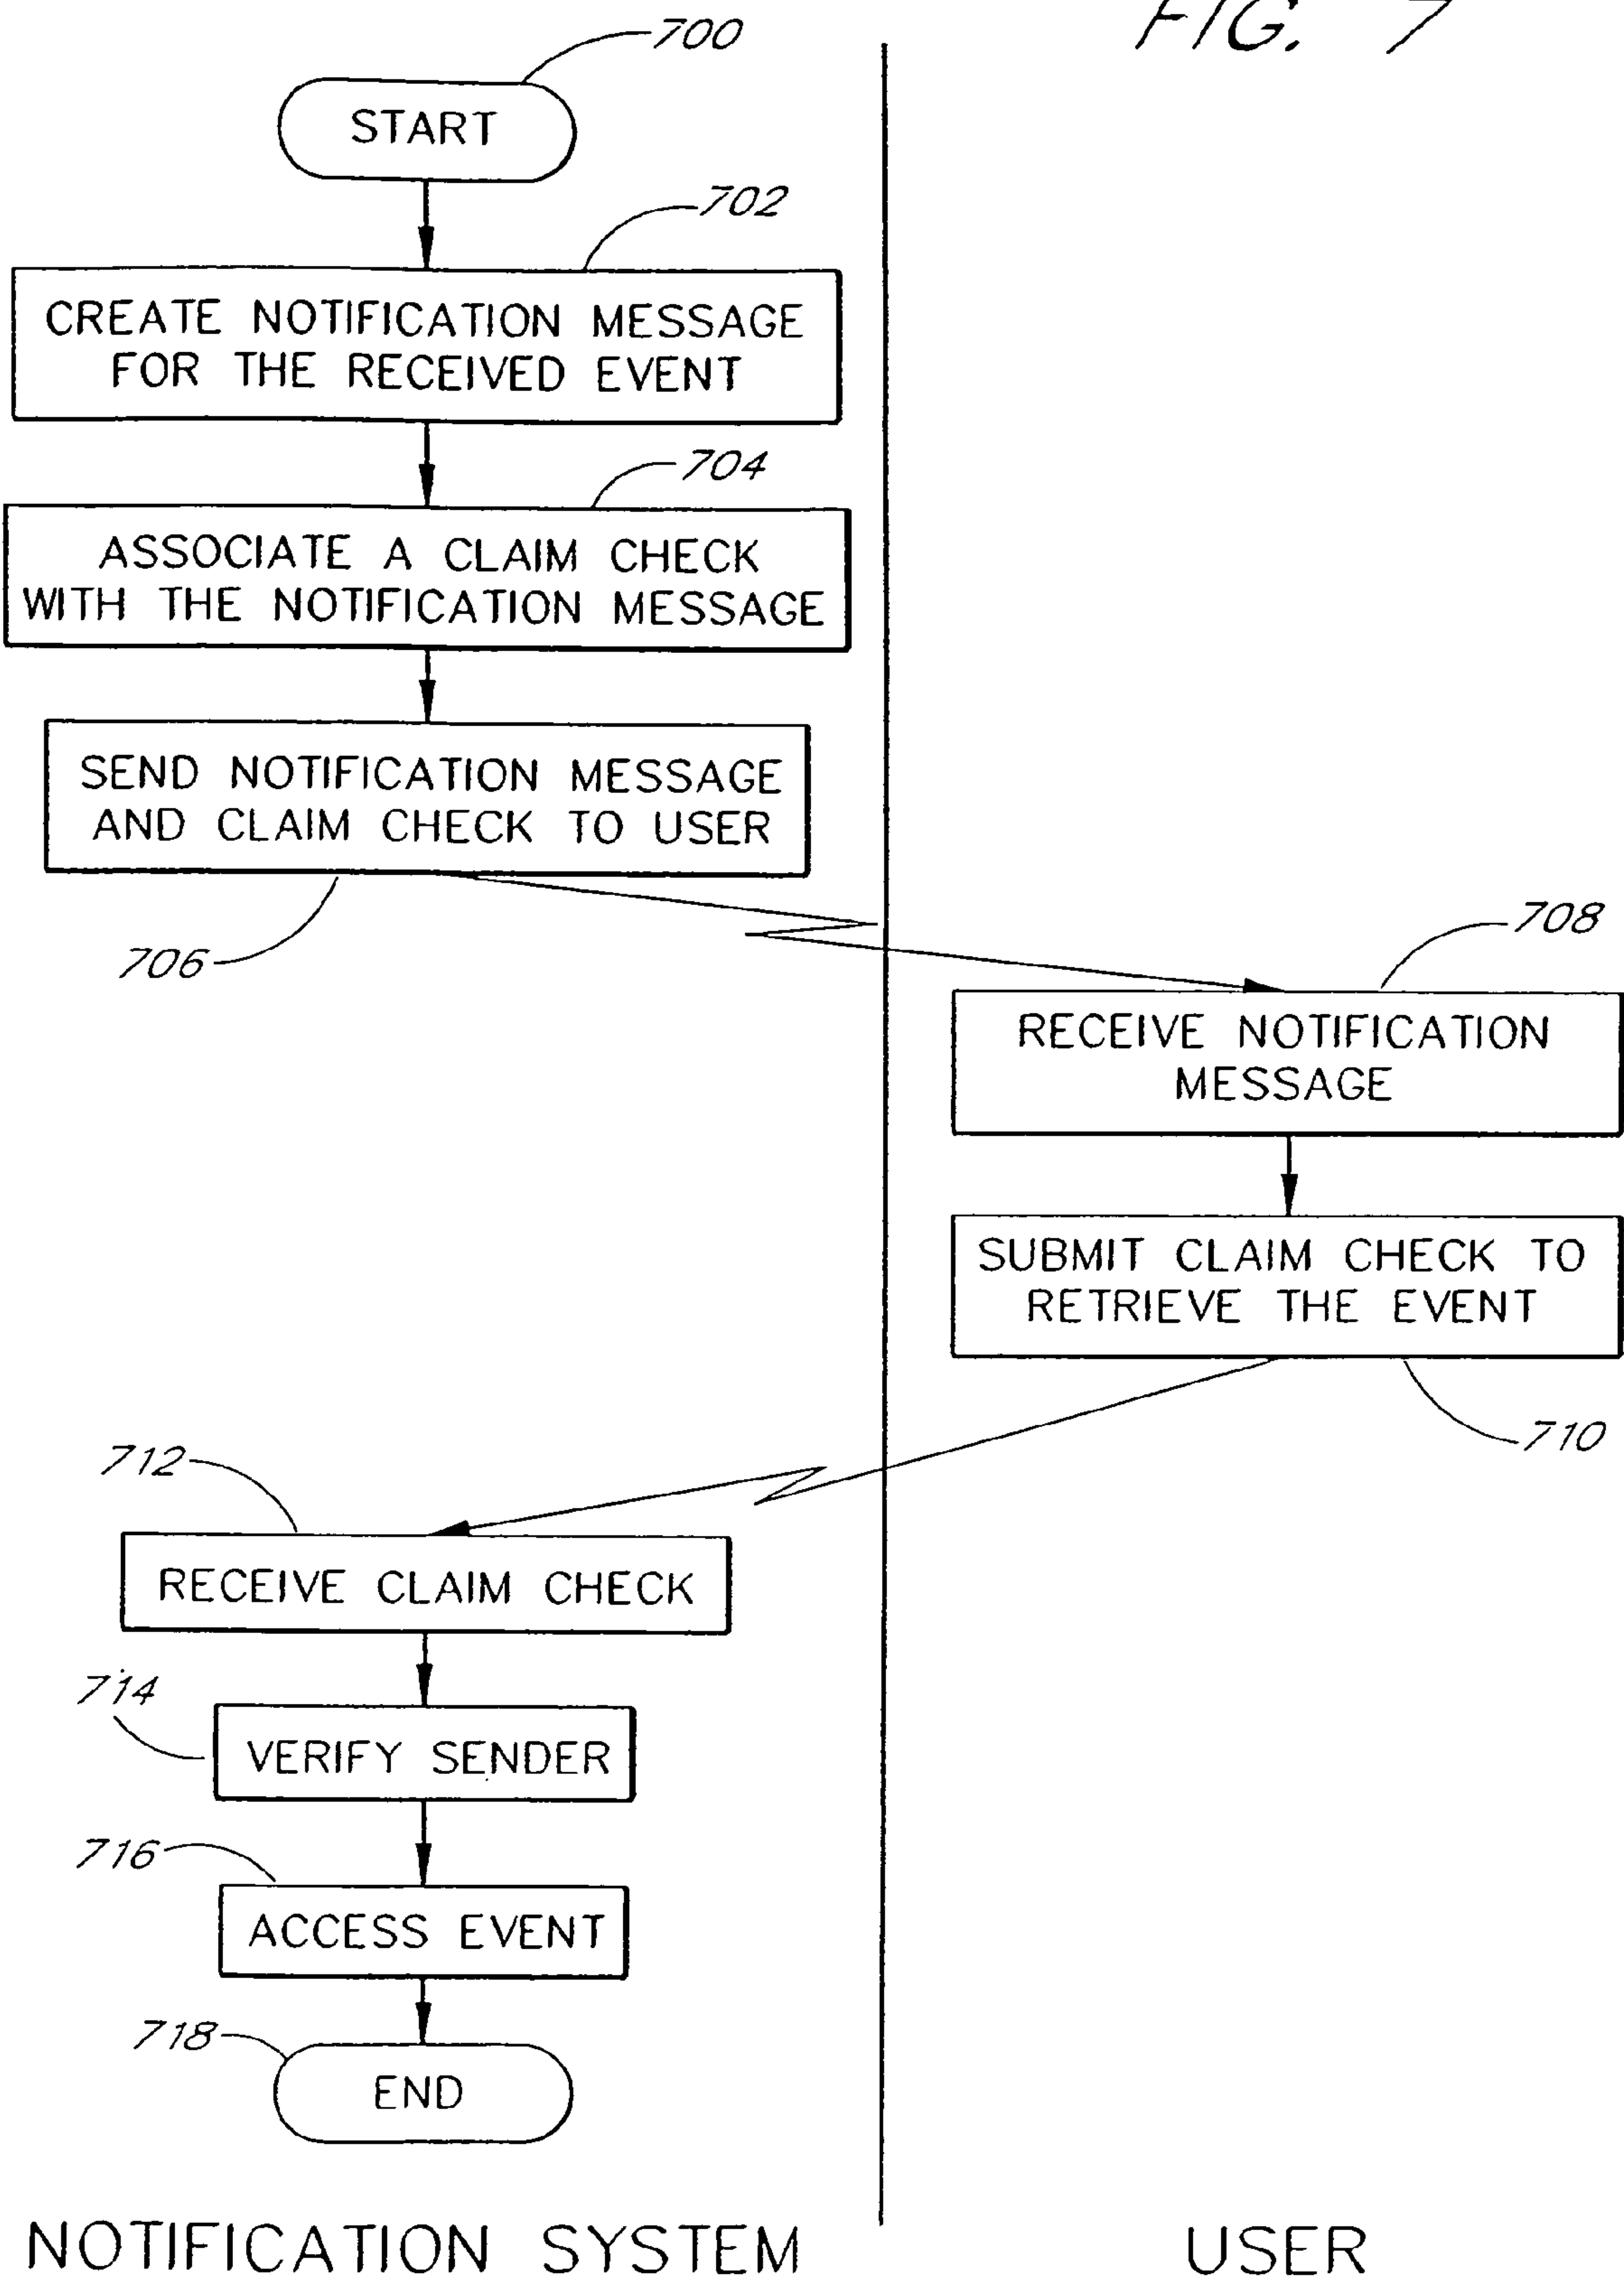 FIG. 7
700
START
702
CREATE NOTIFICATION MESSAGE
FOR THE RECEIVED EVENT
704
ASSOCIATE A CLAIM CHECK
WITH THE NOTIFICATION MESSAGE
SEND NOTIFICATION MESSAGE
AND CLAIM CHECK TO USER
706
708
RECEIVE NOTIFICATION
MESSAGE
SUBMIT CLAIM CHECK TO
RETRIEVE THE EVENT
710
712
RECEIVE CLAIM CHECK
714
VERIFY SENDER
716
ACCESS EVENT
718
END
NOTIFICATION SYSTEM
USER